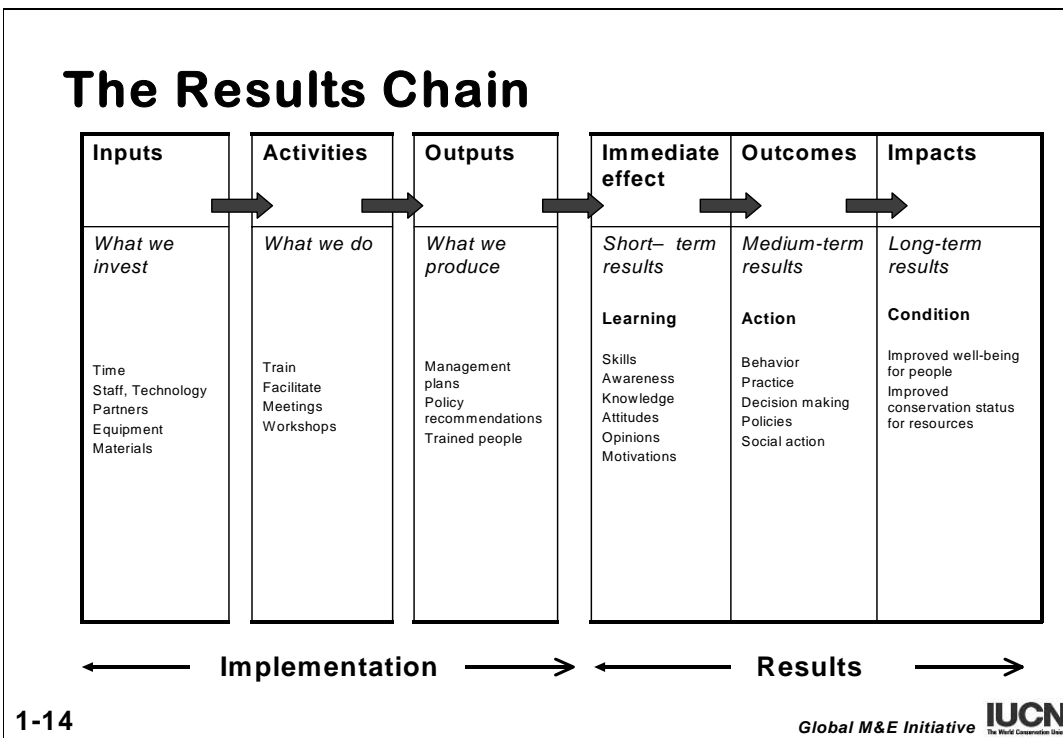 The Results Chain
Inputs
What we
invest
Time
Staff, Technology
Partners
Equipment
Materials
Activities
What we do
Train
Facilitate
Meetings
Workshops
Outputs
What we
produce
Management
plans
Policy
recommendations
Trained people
Immediate
effect
Short– term
results
Learning
Skills
Awareness
Knowledge
Attitudes
Opinions
Motivations
Outcomes
Medium-term
results
Action
Behavior
Practice
Decision making
Policies
Social action
Impacts
Long-term
results
Condition
Improved well-being
for people
Improved
conservation status
for resources
Implementation
Results
1-14
Global M&E Initiative
IUCN
The World Conservation